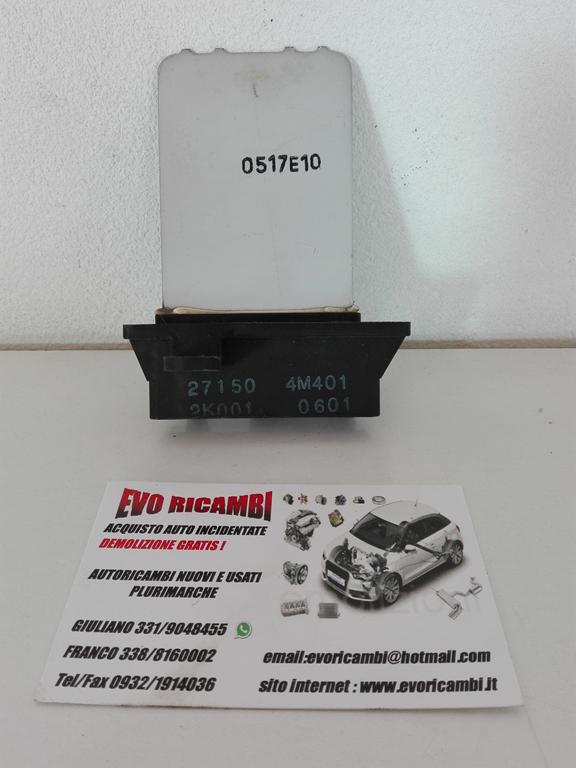 0517E10
27150 4M401
2K001 0601
EVO RICAMBI
ACQUISTO AUTO INCIDENTATE
DEMOLIZIONE GRATIS !
AUTORICAMBI NUOVI E USATI
PLURIMARCHE
GIULIANO 331/9048455
FRANCO 338/8160002
Tel/Fax 0932/1914036
email:evoricambi@hotmail.com
sito internet : www.evoricambi.it